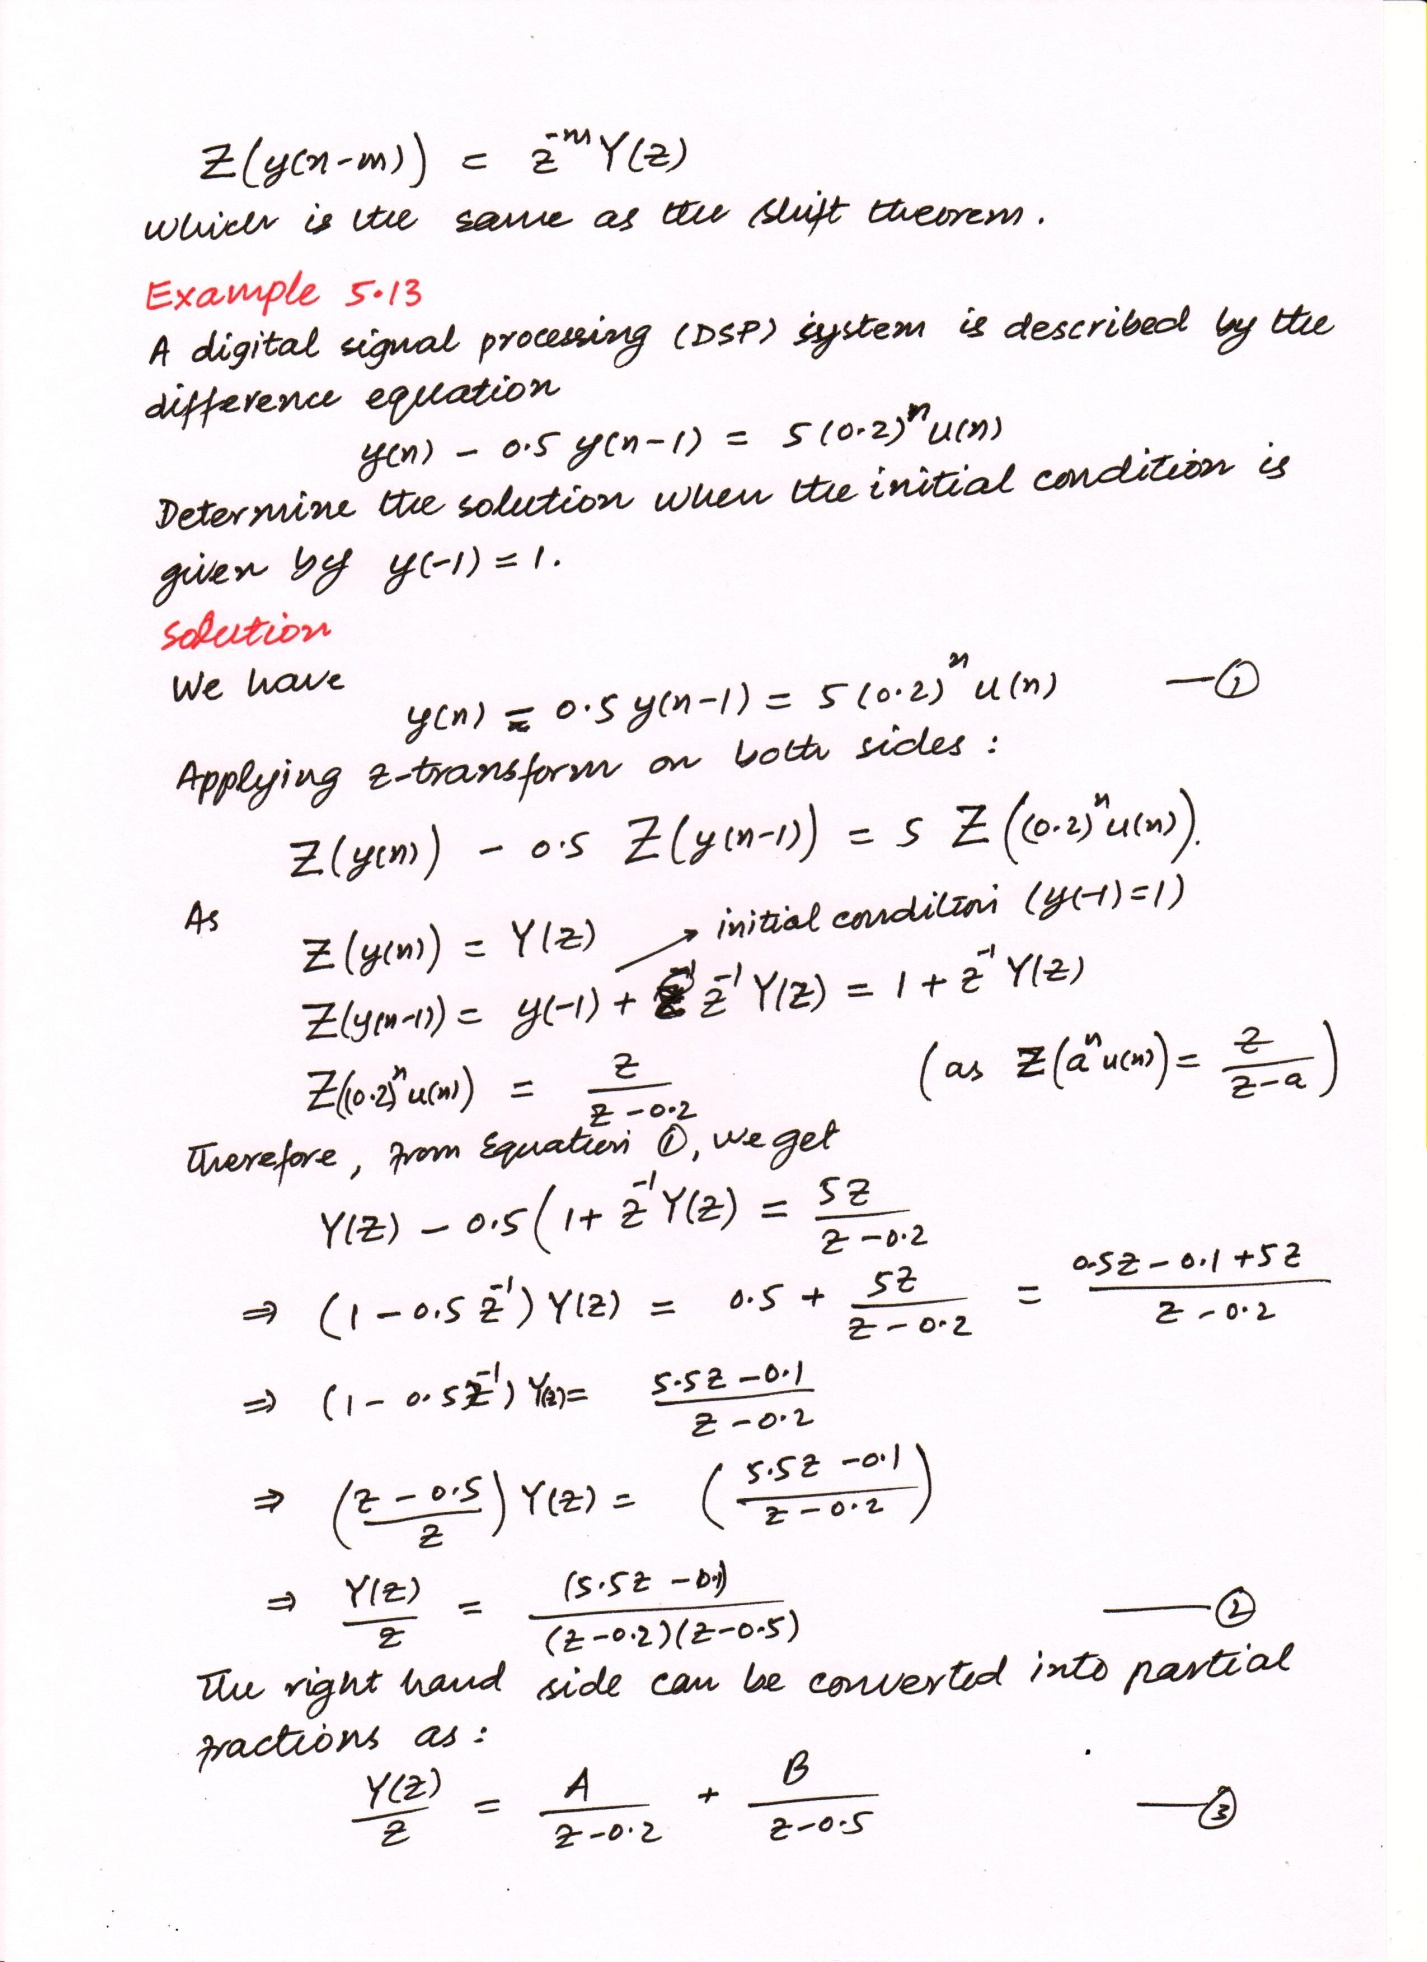 Z(y(n-m)) = z^-m Y(z)
which is the same as the shift theorem.
Example 5.13
A digital signal processing (DSP) system is described by the
difference equation
y(n) - 0.5 y(n-1) = 5(0.2)^n u(n)
Determine the solution when the initial condition is
given by y(-1) = 1.
Solution
We have
y(n) = 0.5 y(n-1) = 5(0.2)^n u(n) —①
Applying z-transform on both sides :
Z(y(n)) - 0.5 Z(y(n-1)) = 5 Z((0.2)^n u(n)).
As
→ initial condition (y(-1)=1)
Z(y(n)) = Y(z)
Z(y(n-1)) = y(-1) + z^-1 Y(z) = 1 + z^-1 Y(z)
Z((0.2)^n u(n)) = z/(z-0.2) (as Z(a^n u(n)) = z/(z-a))
Therefore, from Equation ①, we get
Y(z) - 0.5(1 + z^-1 Y(z) = 5z/(z-0.2)
⇒ (1 - 0.5 z^-1) Y(z) = 0.5 + 5z/(z-0.2) = (0.5z - 0.1 + 5z)/(z-0.2)
⇒ (1 - 0.5z^-1) Y(z) = (5.5z - 0.1)/(z-0.2)
⇒ ((z-0.5)/z) Y(z) = ((5.5z - 0.1)/(z-0.2))
⇒ Y(z)/z = (5.5z - 0.1)/((z-0.2)(z-0.5)) —②
The right hand side can be converted into partial
fractions as :
Y(z)/z = A/(z-0.2) + B/(z-0.5) —③